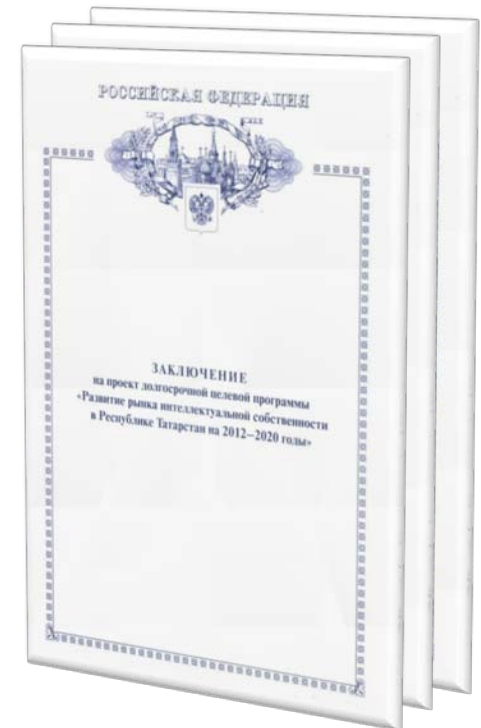 РОССИЙСКАЯ ФЕДЕРАЦИЯ
ЗАКЛЮЧЕНИЕ
на проект долгосрочной целевой программы
«Развитие рынка интеллектуальной собственности
в Республике Татарстан на 2012–2020 годы»